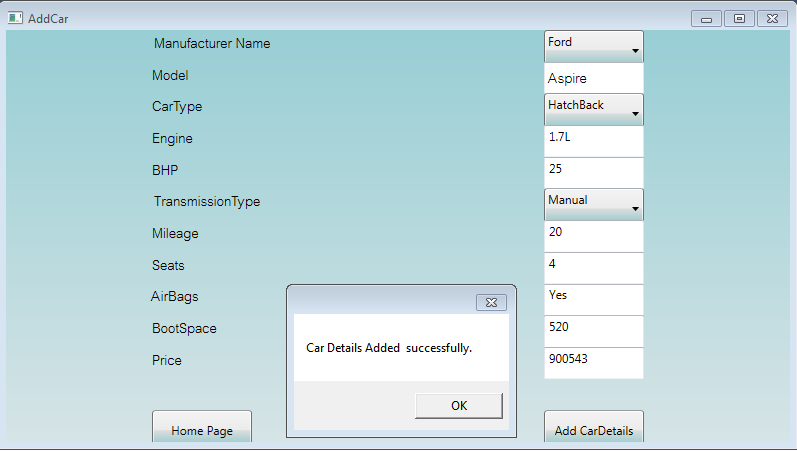 AddCar
Manufacturer Name Ford
Model Aspire
CarType HatchBack
Engine 1.7L
BHP 25
TransmissionType Manual
Mileage 20
Seats 4
AirBags Yes
BootSpace 520
Price 900543
Car Details Added  successfully.
OK
Home Page Add CarDetails